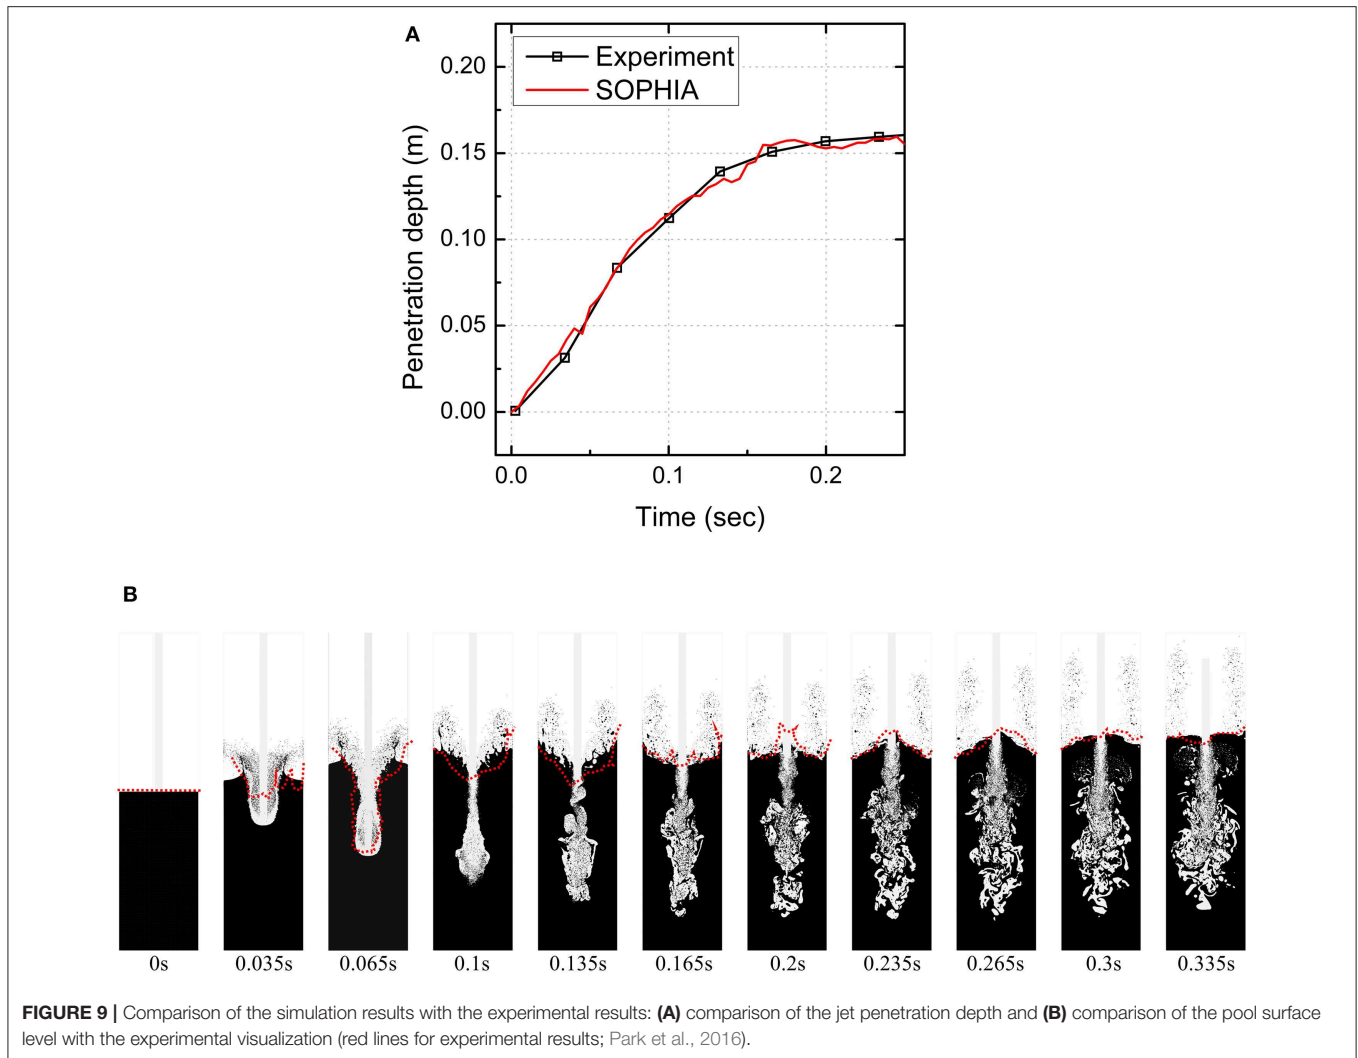 A
Experiment
SOPHIA
0.20
0.15
0.10
0.05
0.00
Penetration depth (m)
0.0 0.1 0.2
Time (sec)
B
0s 0.035s 0.065s 0.1s 0.135s 0.165s 0.2s 0.235s 0.265s 0.3s 0.335s
FIGURE 9 | Comparison of the simulation results with the experimental results: (A) comparison of the jet penetration depth and (B) comparison of the pool surface
level with the experimental visualization (red lines for experimental results; Park et al., 2016).